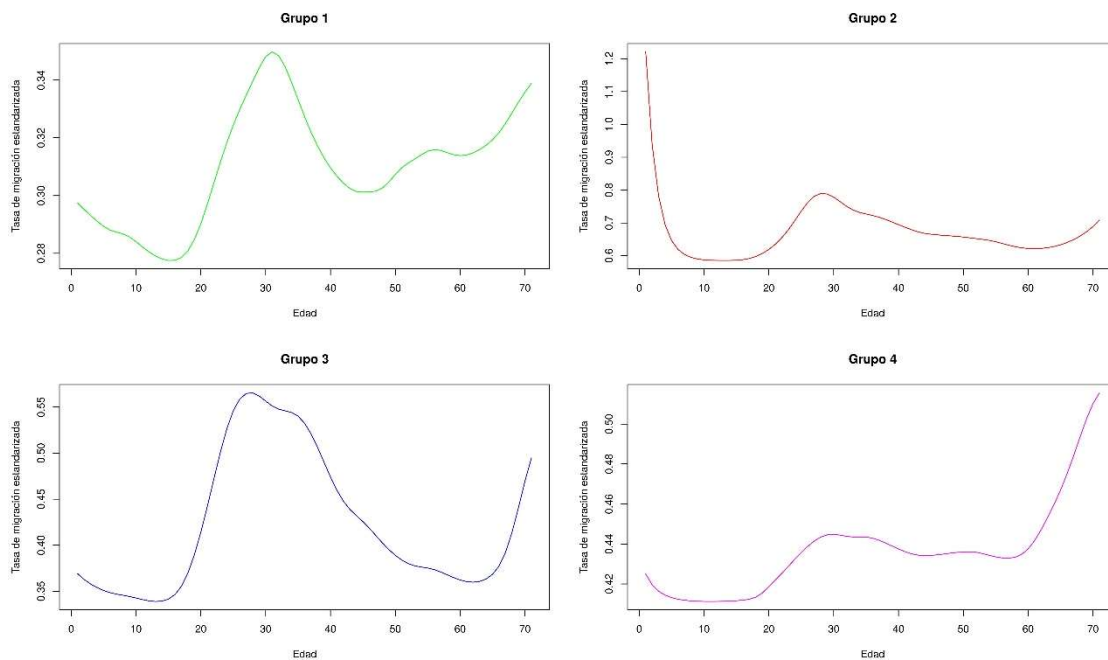 Grupo 1
Tasa de migración eslandarizada
0.28 0.30 0.32 0.34
0 10 20 30 40 50 60 70
Edad
Grupo 2
Tasa de migración eslandarizada
0.6 0.7 0.8 0.9 1.0 1.1 1.2
0 10 20 30 40 50 60 70
Edad
Grupo 3
Tasa de migración eslandarizada
0.35 0.40 0.45 0.50 0.55
0 10 20 30 40 50 60 70
Edad
Grupo 4
Tasa de migración eslandarizada
0.42 0.44 0.46 0.48 0.50
0 10 20 30 40 50 60 70
Edad